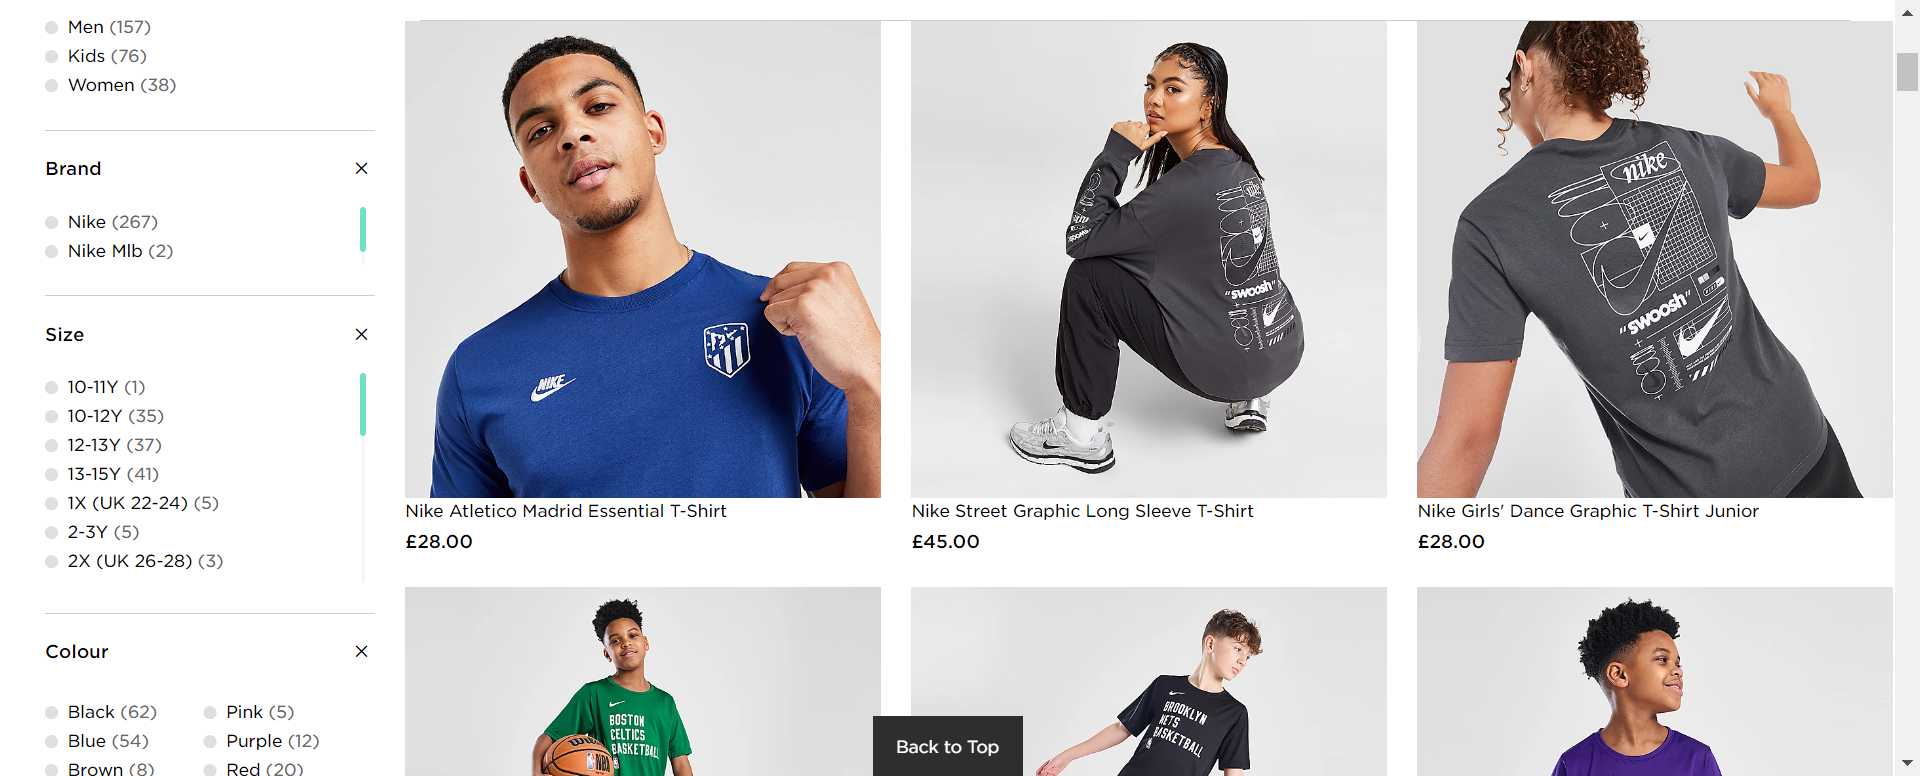 Men (157)
Kids (76)
Women (38)
Brand
Nike (267)
Nike Mlb (2)
Size
10-11Y (1)
10-12Y (35)
12-13Y (37)
13-15Y (41)
1X (UK 22-24) (5)
2-3Y (5)
2X (UK 26-28) (3)
Colour
Black (62)
Pink (5)
Blue (54)
Purple (12)
Brown (8)
Red (20)
NIKE
Nike Atletico Madrid Essential T-Shirt
£28.00
"swoosh"
Nike Street Graphic Long Sleeve T-Shirt
£45.00
nike
"swoosh"
Nike Girls' Dance Graphic T-Shirt Junior
£28.00
BOSTON
CELTICS
BASKETBALL
BROOKLYN
NETS
BASKETBALL
Back to Top